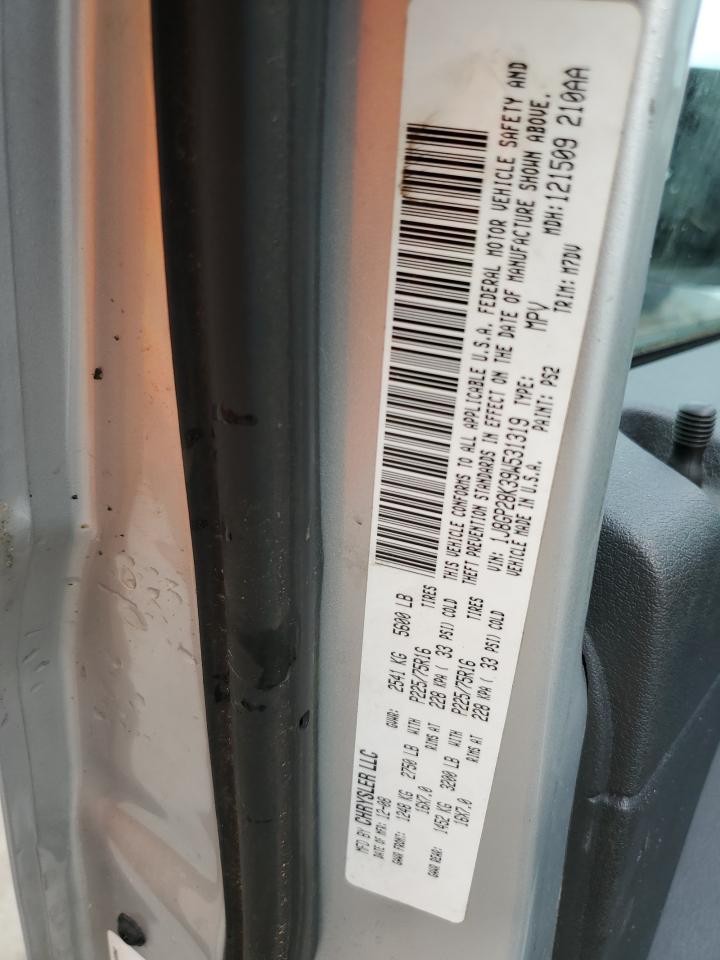 MFD BY CHRYSLER LLC
DATE OF MFR: 12-08 GVWR: 2541 KG 5600 LB
GAWR FRONT: 1248 KG 2750 LB WITH P225/75R16 TIRES
16X7.0 RIMS AT 228 KPA ( 33 PSI) COLD
GAWR REAR: 1452 KG 3200 LB WITH P225/75R16 TIRES
16X7.0 RIMS AT 228 KPA ( 33 PSI) COLD
THIS VEHICLE CONFORMS TO ALL APPLICABLE U.S.A. FEDERAL MOTOR VEHICLE SAFETY AND
THEFT PREVENTION STANDARDS IN EFFECT ON THE DATE OF MANUFACTURE SHOWN ABOVE.
VIN: 1J8GP28K39W531319 TYPE: MPV MDH:121509 210AA
VEHICLE MADE IN U.S.A. PAINT: PS2 TRIM: M7DV